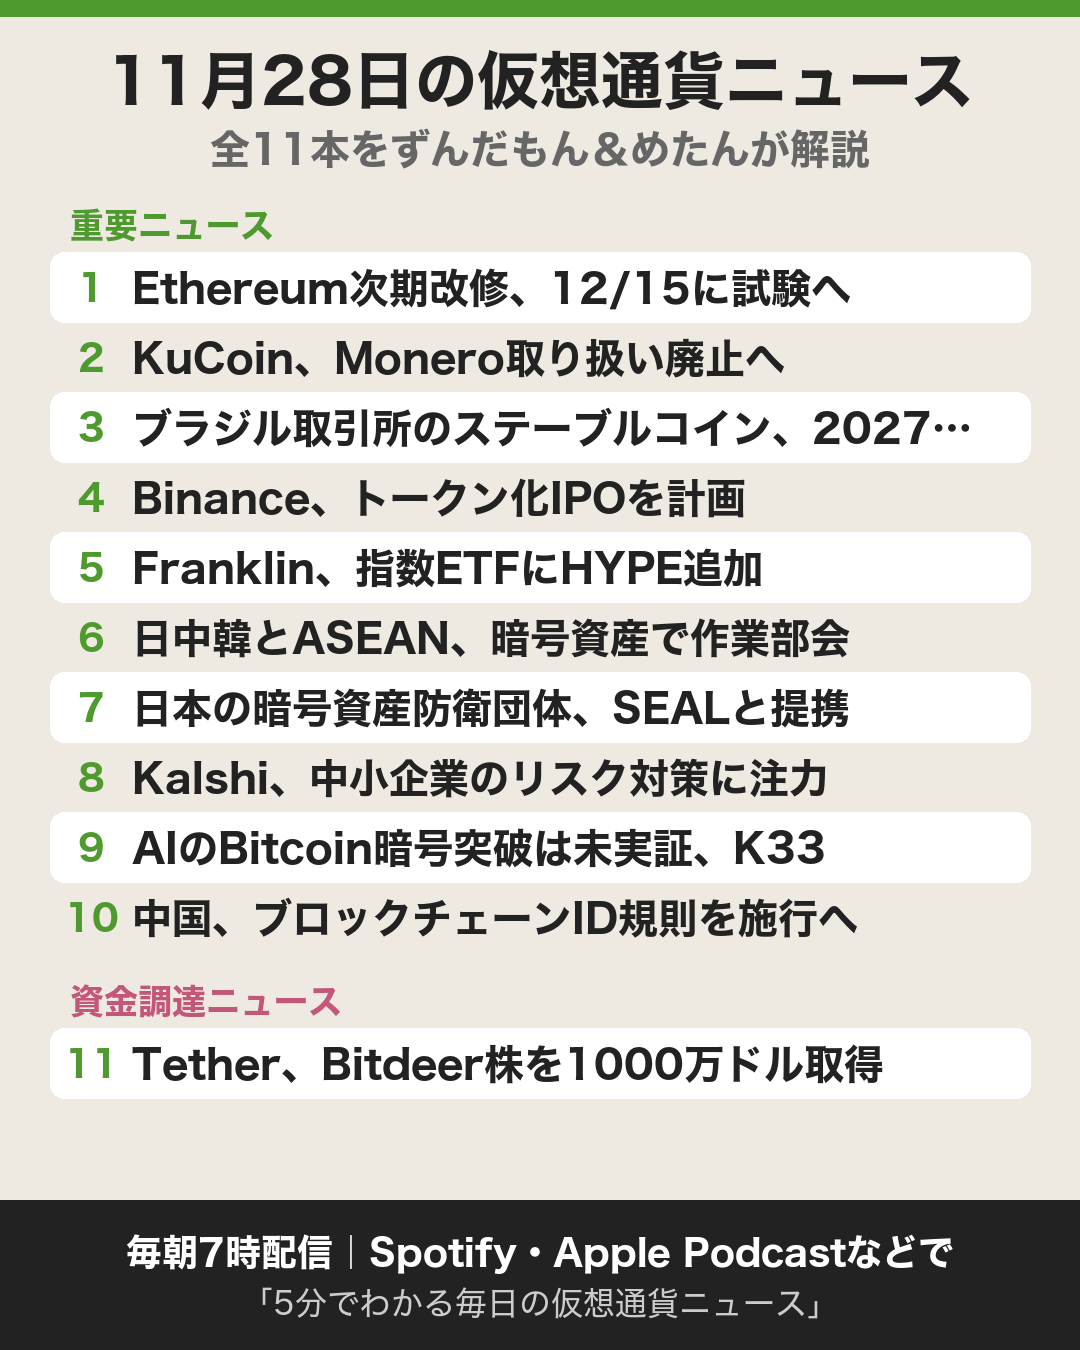 11月28日の仮想通貨ニュース
全11本をずんだもん&めたんが解説
重要ニュース
1 Ethereum次期改修、12/15に試験へ
2 KuCoin、Monero取り扱い廃止へ
3 ブラジル取引所のステーブルコイン、2027…
4 Binance、トークン化IPOを計画
5 Franklin、指数ETFにHYPE追加
6 日中韓とASEAN、暗号資産で作業部会
7 日本の暗号資産防衛団体、SEALと提携
8 Kalshi、中小企業のリスク対策に注力
9 AIのBitcoin暗号突破は未実証、K33
10 中国、ブロックチェーンID規則を施行へ
資金調達ニュース
11 Tether、Bitdeer株を1000万ドル取得
毎朝7時配信｜Spotify・Apple Podcastなどで
「5分でわかる毎日の仮想通貨ニュース」